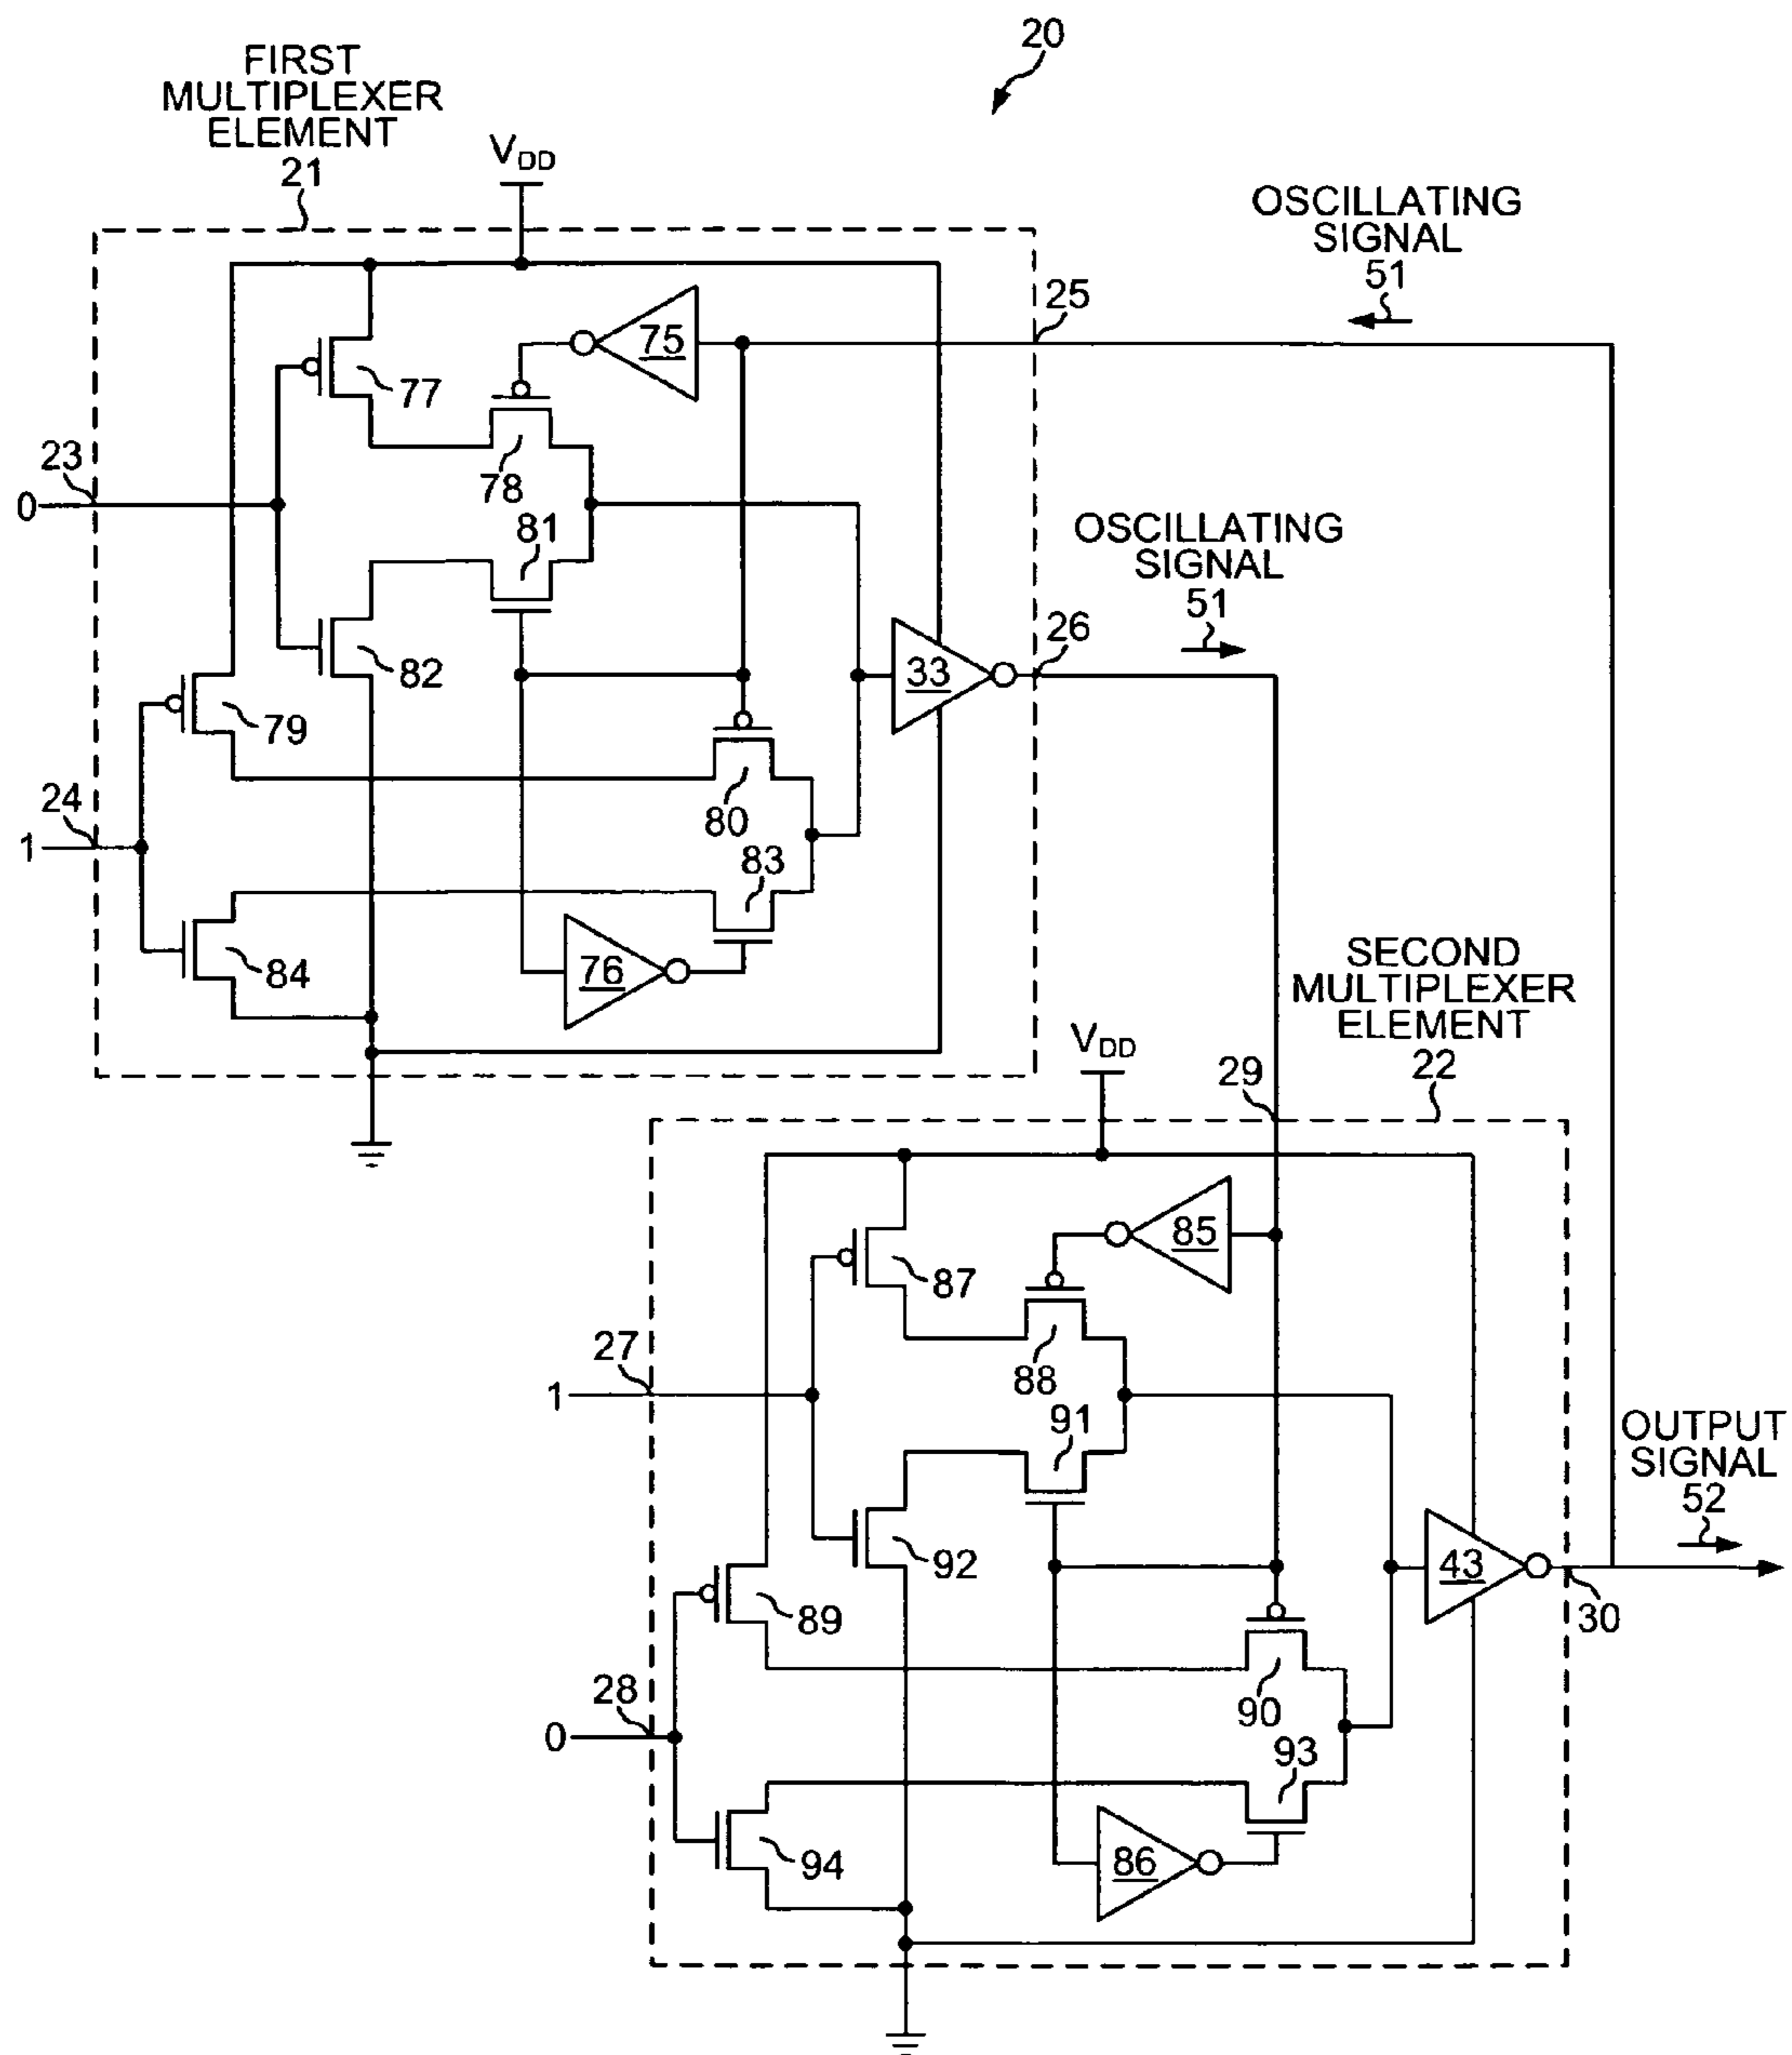 20
FIRST
MULTIPLEXER
ELEMENT
21
VDD
OSCILLATING
SIGNAL
51
25
75
77
78
23
0
81
OSCILLATING
SIGNAL
51
26
82
33
79
80
24
1
83
84
76
SECOND
MULTIPLEXER
ELEMENT
22
VDD
29
85
87
88
27
1
91
OUTPUT
SIGNAL
52
92
43
30
89
90
28
0
93
94
86